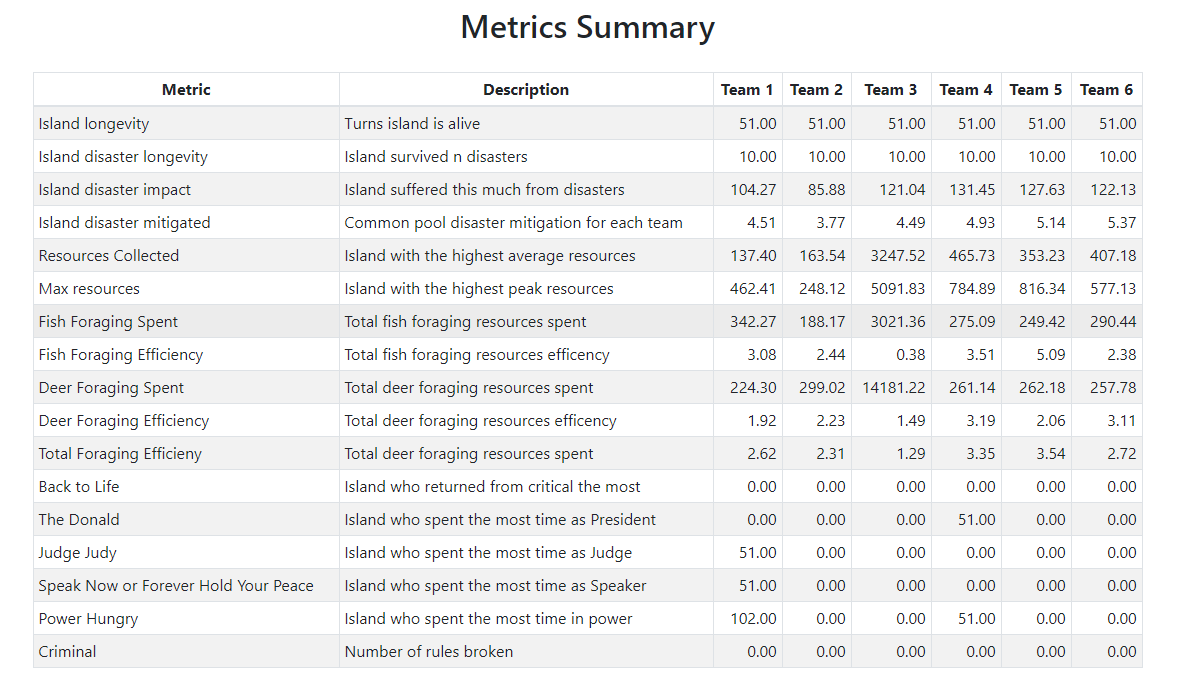 Metrics Summary
Metric Description Team 1 Team 2 Team 3 Team 4 Team 5 Team 6
Island longevity Turns island is alive 51.00 51.00 51.00 51.00 51.00 51.00
Island disaster longevity Island survived n disasters 10.00 10.00 10.00 10.00 10.00 10.00
Island disaster impact Island suffered this much from disasters 104.27 85.88 121.04 131.45 127.63 122.13
Island disaster mitigated Common pool disaster mitigation for each team 4.51 3.77 4.49 4.93 5.14 5.37
Resources Collected Island with the highest average resources 137.40 163.54 3247.52 465.73 353.23 407.18
Max resources Island with the highest peak resources 462.41 248.12 5091.83 784.89 816.34 577.13
Fish Foraging Spent Total fish foraging resources spent 342.27 188.17 3021.36 275.09 249.42 290.44
Fish Foraging Efficiency Total fish foraging resources efficency 3.08 2.44 0.38 3.51 5.09 2.38
Deer Foraging Spent Total deer foraging resources spent 224.30 299.02 14181.22 261.14 262.18 257.78
Deer Foraging Efficiency Total deer foraging resources efficency 1.92 2.23 1.49 3.19 2.06 3.11
Total Foraging Efficieny Total deer foraging resources spent 2.62 2.31 1.29 3.35 3.54 2.72
Back to Life Island who returned from critical the most 0.00 0.00 0.00 0.00 0.00 0.00
The Donald Island who spent the most time as President 0.00 0.00 0.00 51.00 0.00 0.00
Judge Judy Island who spent the most time as Judge 51.00 0.00 0.00 0.00 0.00 0.00
Speak Now or Forever Hold Your Peace Island who spent the most time as Speaker 51.00 0.00 0.00 0.00 0.00 0.00
Power Hungry Island who spent the most time in power 102.00 0.00 0.00 51.00 0.00 0.00
Criminal Number of rules broken 0.00 0.00 0.00 0.00 0.00 0.00